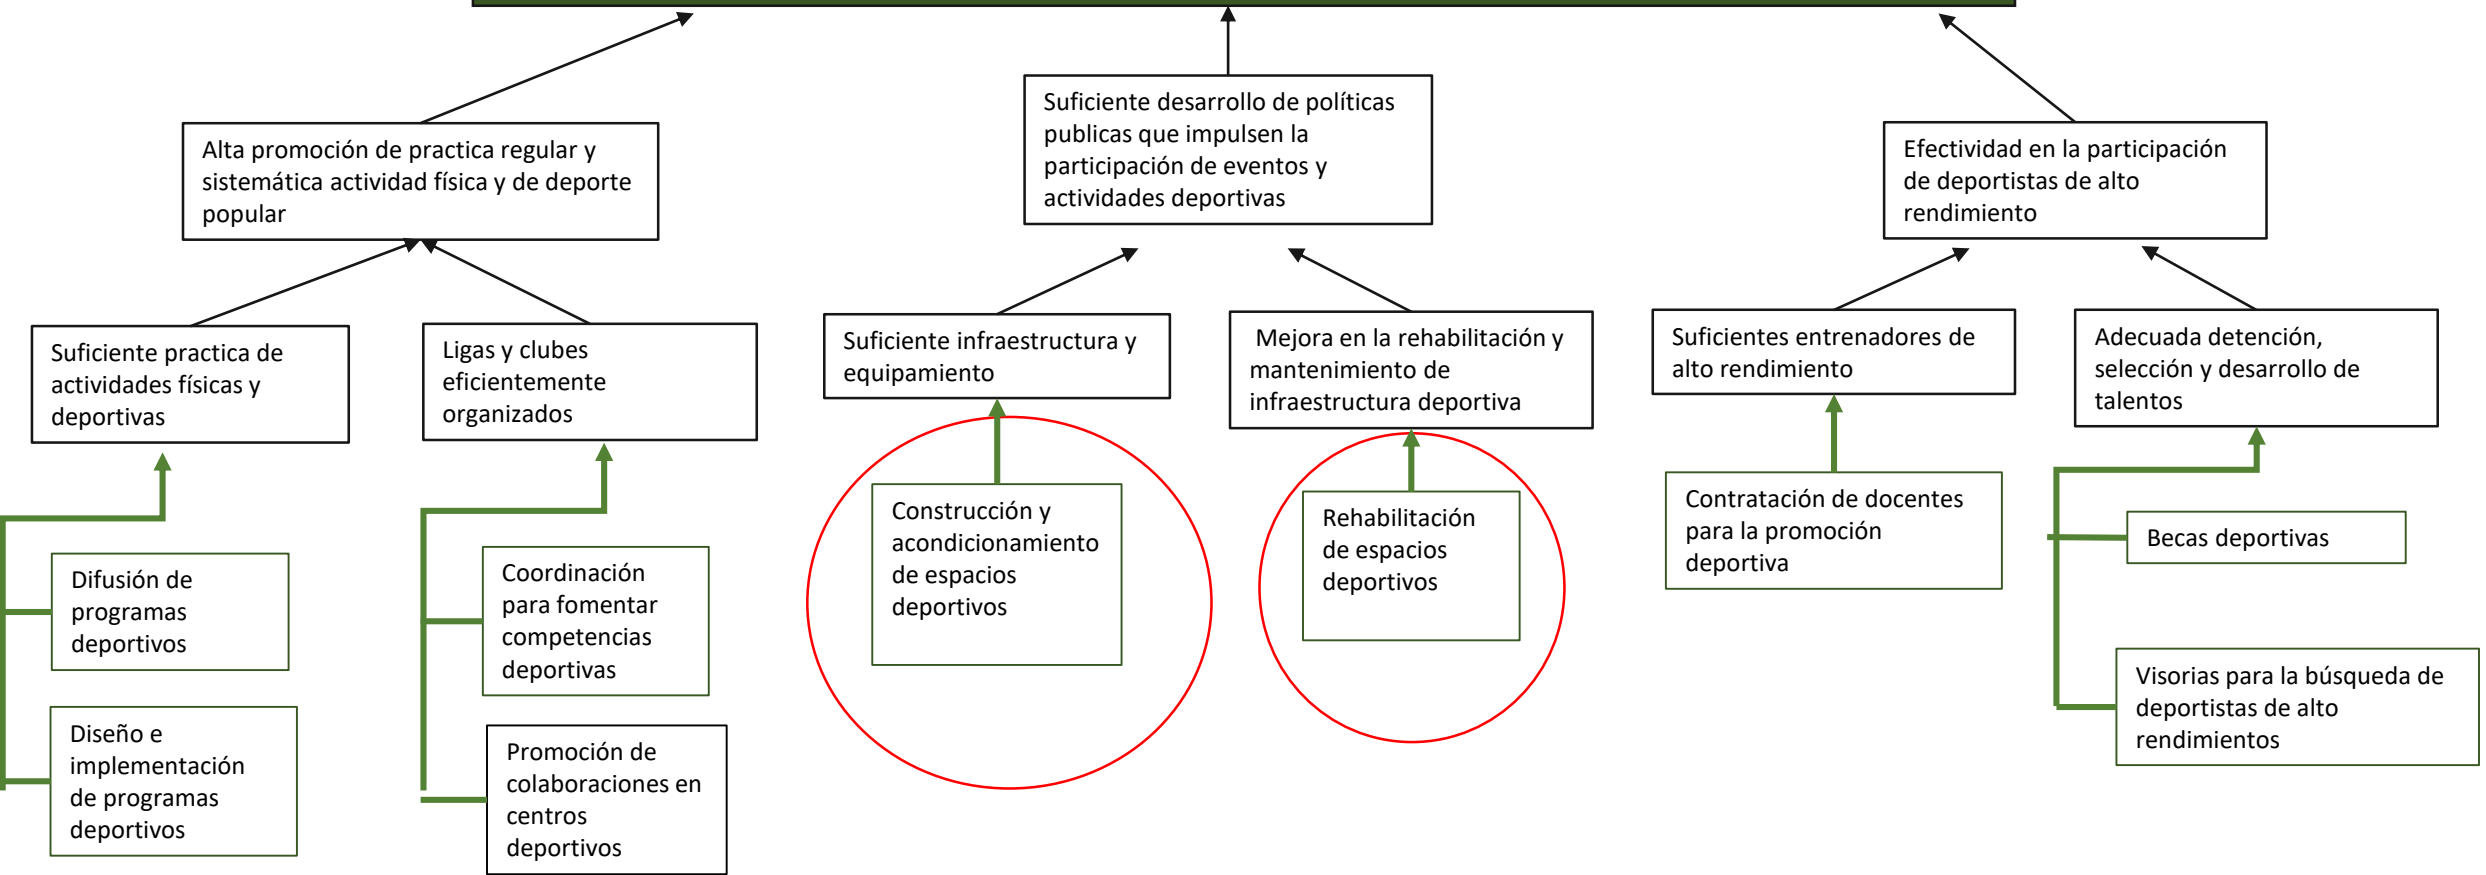 Suficiente desarrollo de políticas
publicas que impulsen la
participación de eventos y
actividades deportivas
Alta promoción de practica regular y
sistemática actividad física y de deporte
popular
Efectividad en la participación
de deportistas de alto
rendimiento
Suficiente practica de
actividades físicas y
deportivas
Ligas y clubes
eficientemente
organizados
Suficiente infraestructura y
equipamiento
Mejora en la rehabilitación y
mantenimiento de
infraestructura deportiva
Suficientes entrenadores de
alto rendimiento
Adecuada detención,
selección y desarrollo de
talentos
Difusión de
programas
deportivos
Diseño e
implementación
de programas
deportivos
Coordinación
para fomentar
competencias
deportivas
Promoción de
colaboraciones en
centros
deportivos
Construcción y
acondicionamiento
de espacios
deportivos
Rehabilitación
de espacios
deportivos
Contratación de docentes
para la promoción
deportiva
Becas deportivas
Visorias para la búsqueda de
deportistas de alto
rendimientos